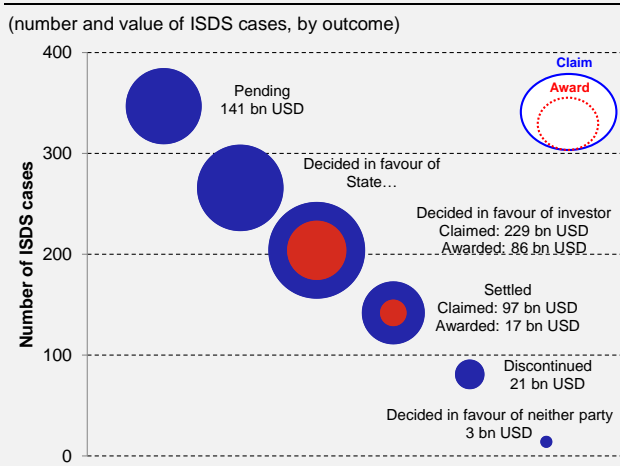 (number and value of ISDS cases, by outcome)
400
300
200
100
0
Number of ISDS cases
Claim
Award
Pending
141 bn USD
Decided in favour of
State…
Decided in favour of investor
Claimed: 229 bn USD
Awarded: 86 bn USD
Settled
Claimed: 97 bn USD
Awarded: 17 bn USD
Discontinued
21 bn USD
Decided in favour of neither party
3 bn USD